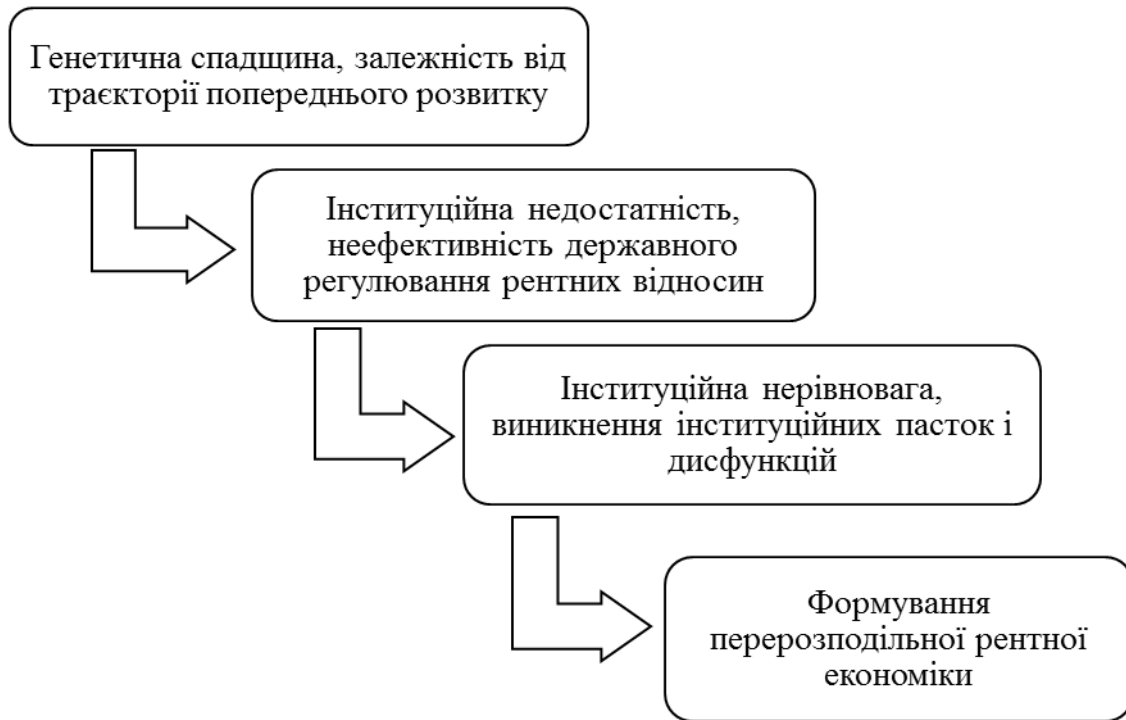 Генетична спадщина, залежність від
траєкторії попереднього розвитку
Інституційна недостатність,
неефективність державного
регулювання рентних відносин
Інституційна нерівновага,
виникнення інституційних пасток і
дисфункцій
Формування
перерозподільної рентної
економіки